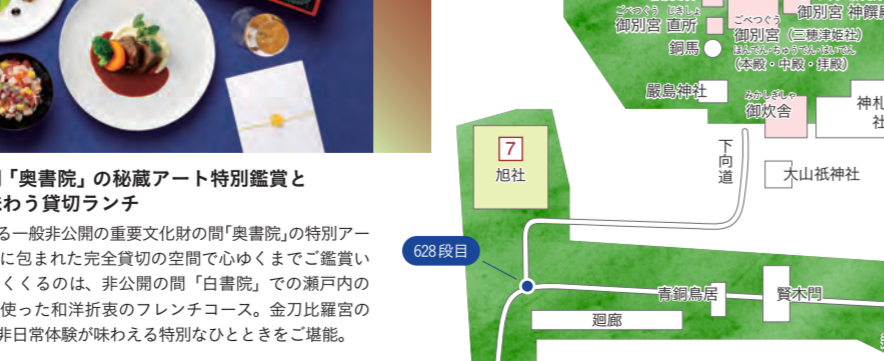 「奥書院」の秘蔵アート特別鑑賞と
わう貸切ランチ
る一般非公開の重要文化財の間「奥書院」の特別アー
に包まれた完全貸切の空間で心ゆくまでご鑑賞い
くくるのは、非公開の間「白書院」での瀬戸内の
使った和洋折衷のフレンチコース。金刀比羅宮の
非日常体験が味わえる特別なひとときをご堪能。
ごべつぐう じきしょ
御別宮 直所
ごべつぐう
御別宮（三穂津姫社）
ほんでん・ちゅうでん・はいでん
（本殿・中殿・拝殿）
御別宮 神饌
銅馬
嚴島神社
みかしぎしゃ
御炊舎
神札
社
7
旭社
下向道
大山祇神社
628段目
青銅鳥居
賢木門
廻廊